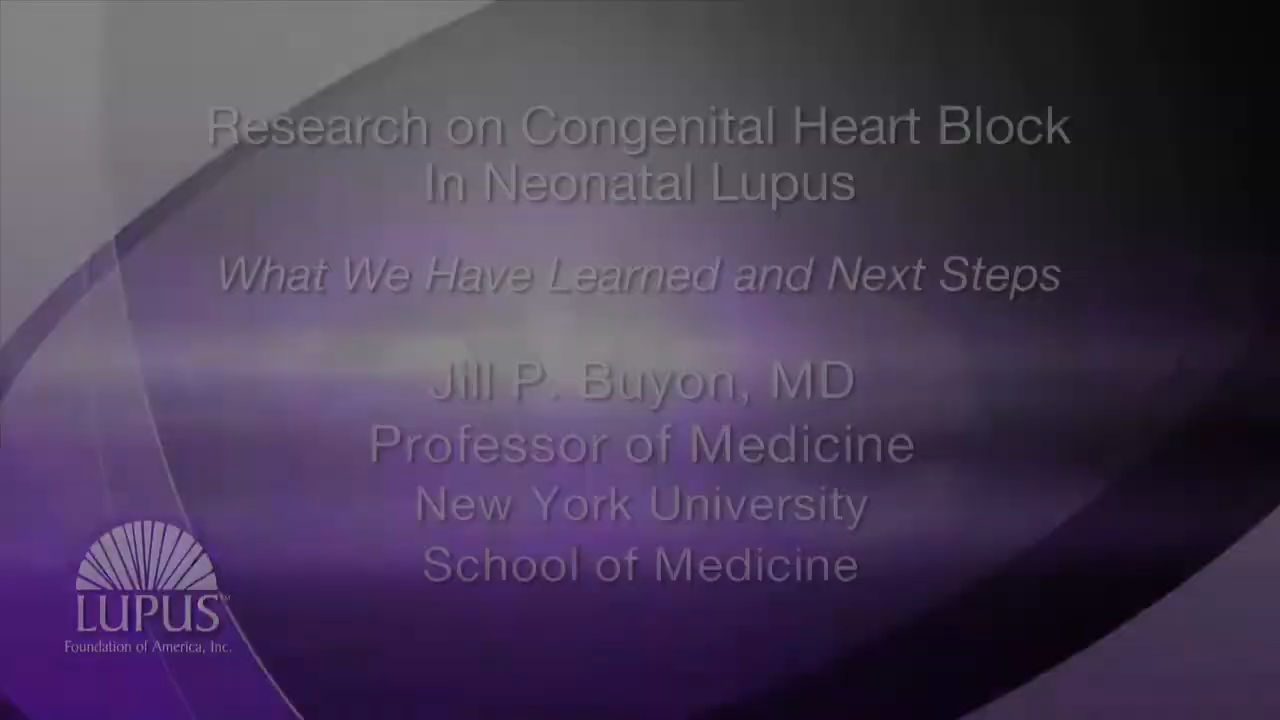 Research on Congenital Heart Block
In Neonatal Lupus
What We Have Learned and Next Steps
Jill P. Buyon, MD
Professor of Medicine
New York University
School of Medicine
LUPUS™
Foundation of America, Inc.